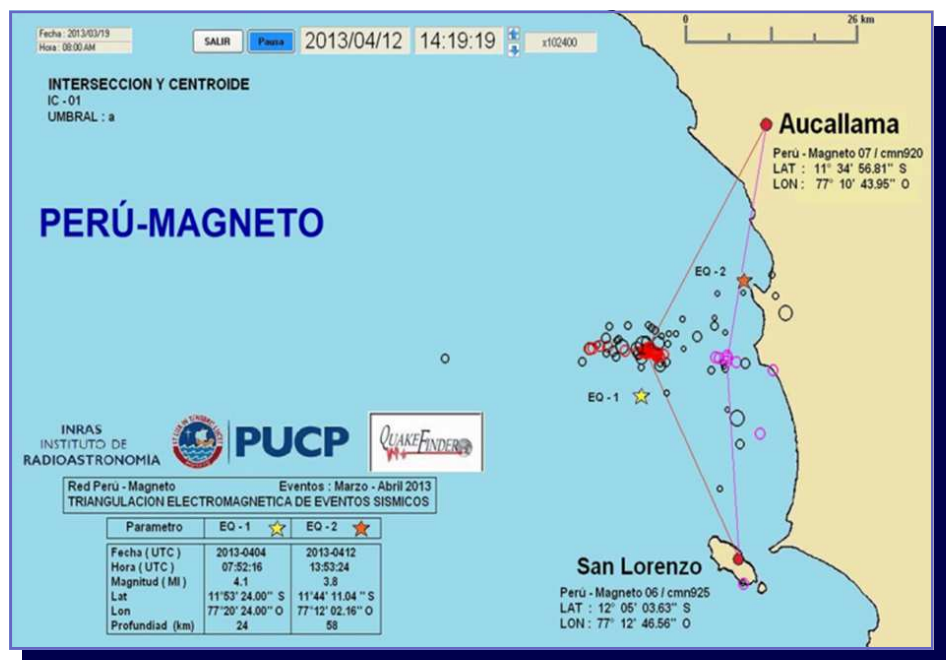 Fecha : 2013/03/19
Hora : 08:00 AM
SALIR
Pausa
2013/04/12
14:19:19
x102400
0
26 km
INTERSECCION Y CENTROIDE
IC - 01
UMBRAL : a
Aucallama
Perú - Magneto 07 / cmn920
LAT : 11° 34' 56.81" S
LON : 77° 10' 43.95" O
PERÚ-MAGNETO
EQ - 2
EQ - 1
INRAS
INSTITUTO DE
RADIOASTRONOMIA
PUCP
QUAKEFINDER
Red Perú - Magneto Eventos : Marzo - Abril 2013
TRIANGULACION ELECTROMAGNETICA DE EVENTOS SISMICOS
Parametro EQ - 1 EQ - 2
Fecha ( UTC ) 2013-0404 2013-0412
Hora ( UTC ) 07:52:16 13:53:24
Magnitud ( Ml ) 4.1 3.8
Lat 11°53' 24.00" S 11°44' 11.04 " S
Lon 77°20' 24.00" O 77°12' 02.16" O
Profundiad (km) 24 58
San Lorenzo
Perú - Magneto 06 / cmn925
LAT : 12° 05' 03.63" S
LON : 77° 12' 46.56" O